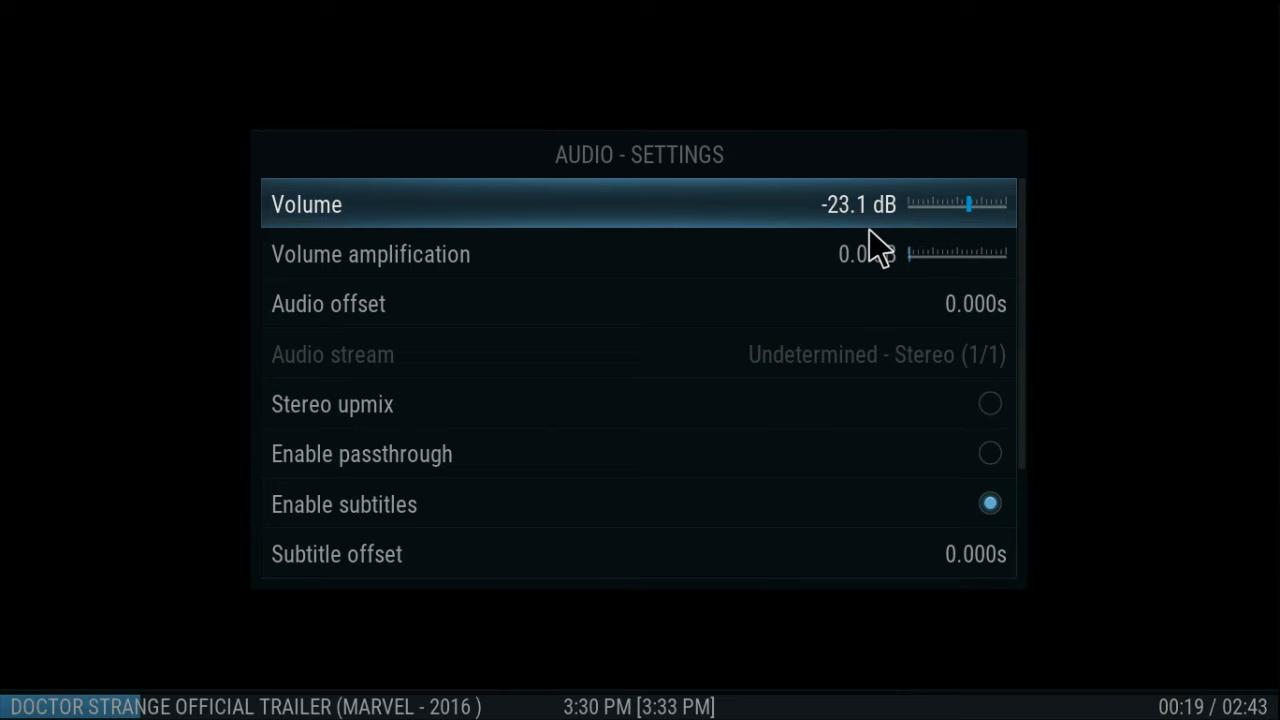 AUDIO - SETTINGS
Volume -23.1 dB
Volume amplification 0.0
Audio offset 0.000s
Audio stream Undetermined - Stereo (1/1)
Stereo upmix
Enable passthrough
Enable subtitles
Subtitle offset 0.000s
DOCTOR STRANGE OFFICIAL TRAILER (MARVEL - 2016 ) 3:30 PM [3:33 PM] 00:19 / 02:43